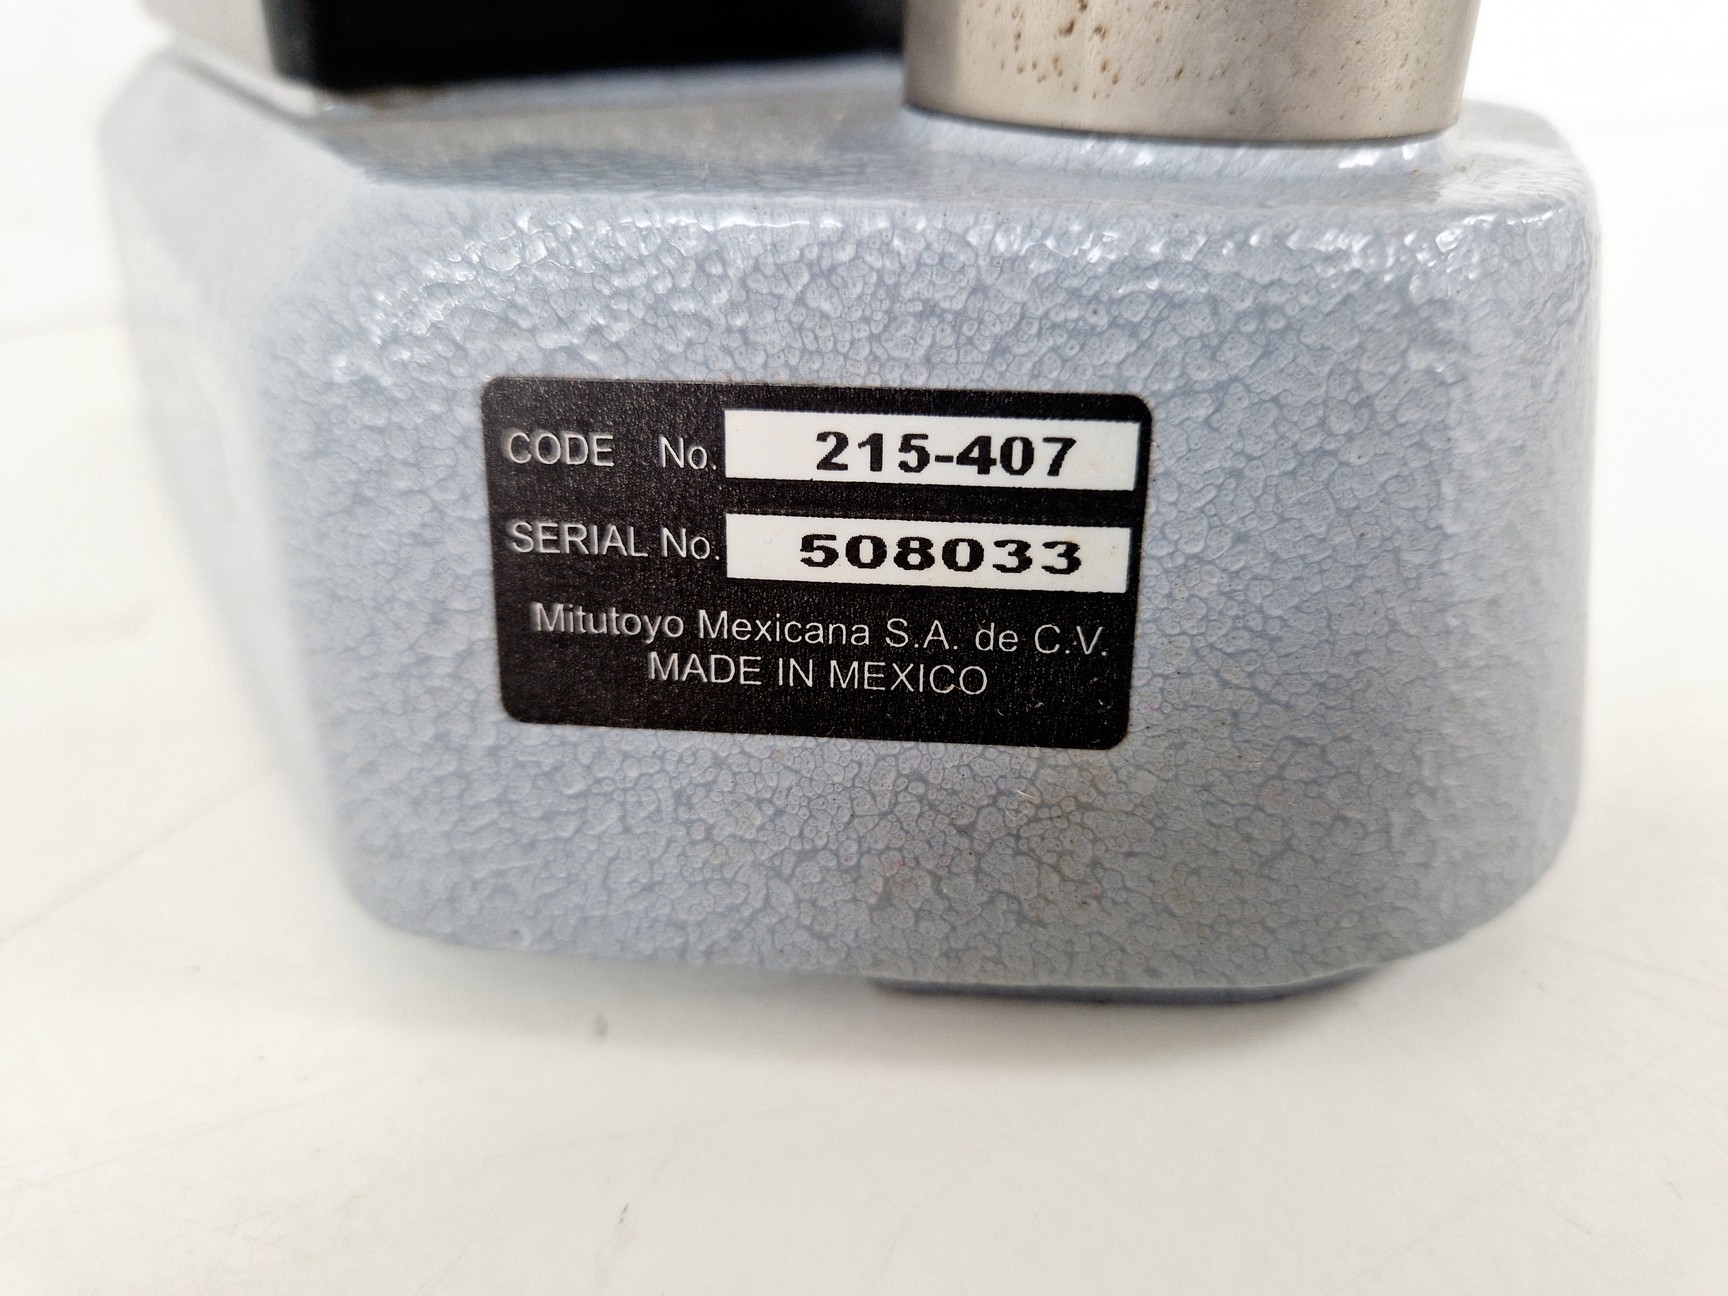 CODE No. 215-407
SERIAL No. 508033
Mitutoyo Mexicana S.A. de C.V.
MADE IN MEXICO